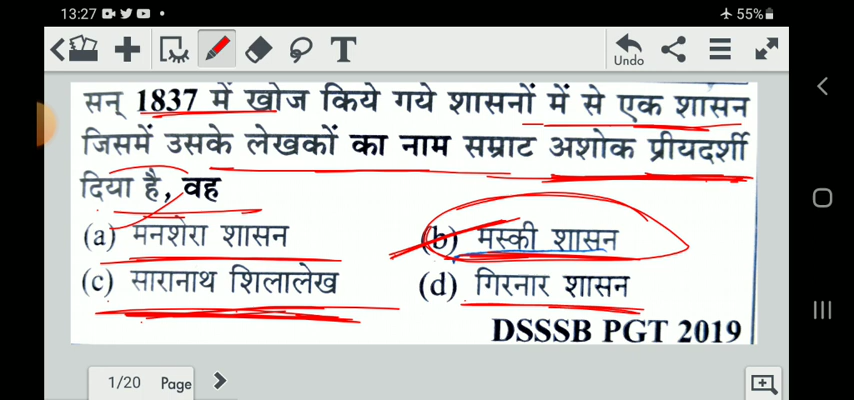 13:27
55%
T
Undo
सन् 1837 में खोज किये गये शासनों में से एक शासन
जिसमें उसके लेखकों का नाम सम्राट अशोक प्रीयदर्शी
दिया है, वह
(a) मनशेरा शासन (b) मस्की शासन
(c) सारानाथ शिलालेख (d) गिरनार शासन
DSSSB PGT 2019
1/20 Page